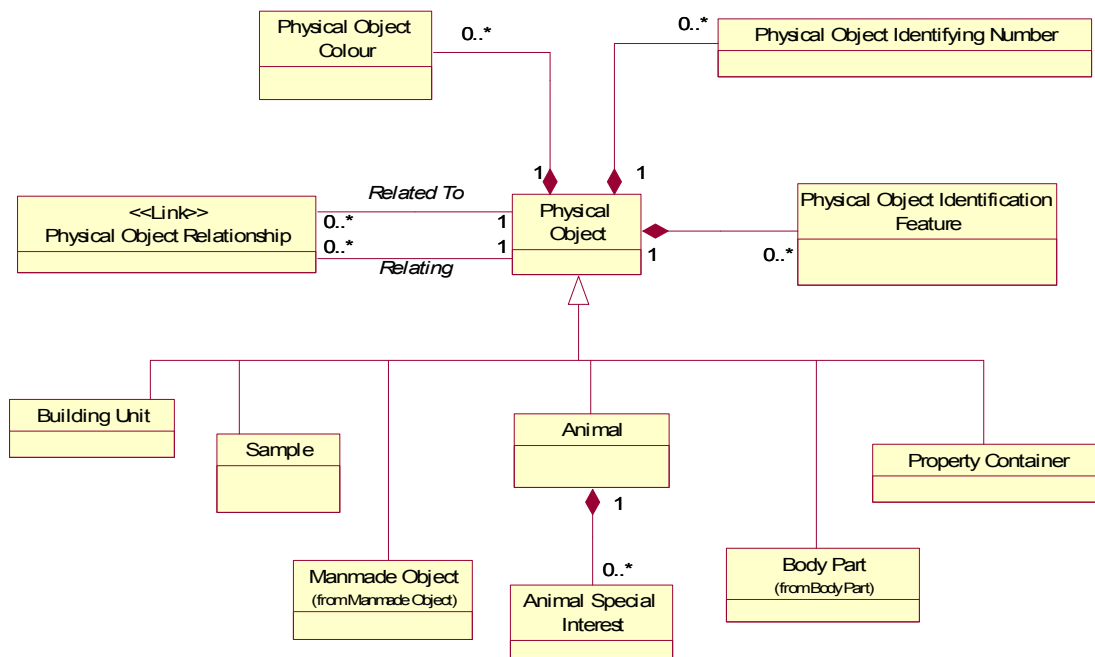 Physical Object
Colour
0..*
0..*
Physical Object Identifying Number
1
1
<<Link>>
Physical Object Relationship
Related To
0..*
1
0..*
1
Relating
Physical
Object
1
0..*
Physical Object Identification
Feature
Building Unit
Sample
Manmade Object
(from Manmade Object)
Animal
1
0..*
Animal Special
Interest
Body Part
(from Body Part)
Property Container